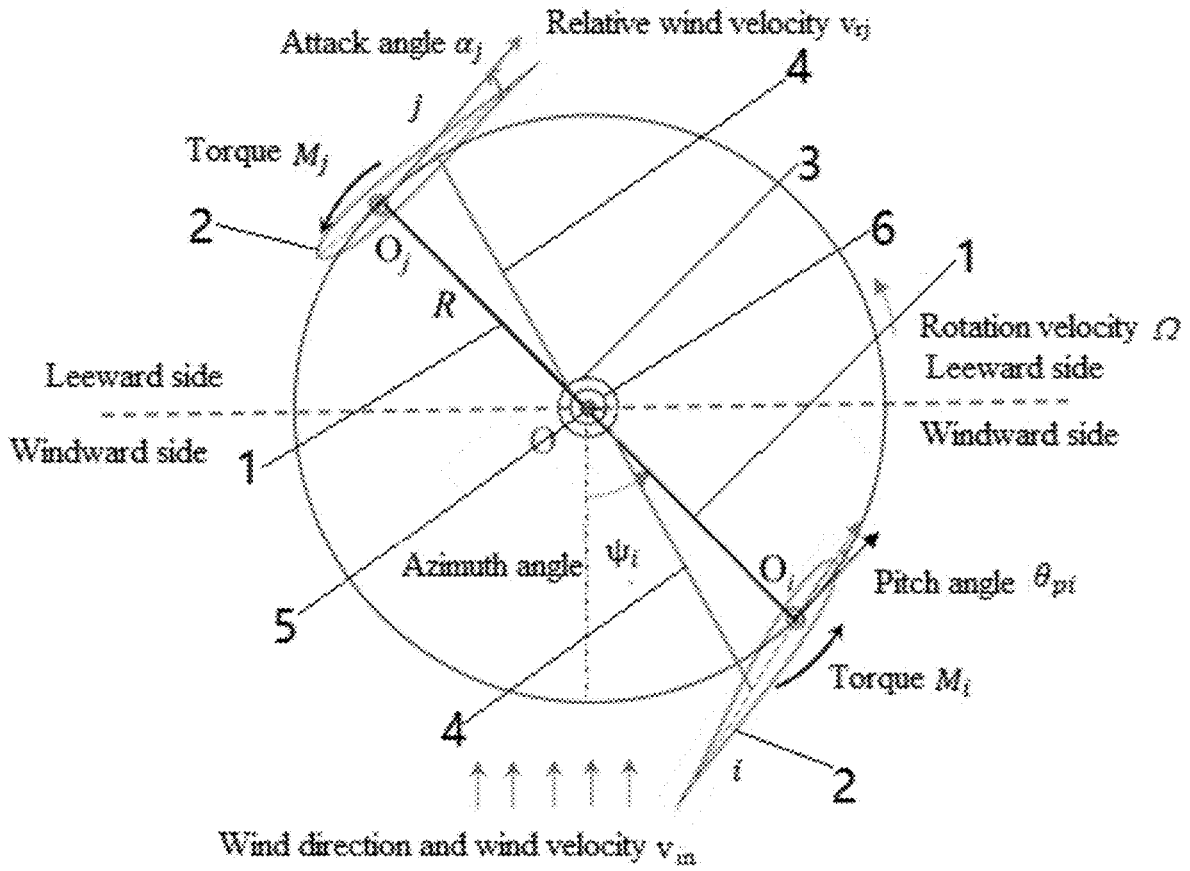 Relative wind velocity v_rj
Attack angle α_j
4
j
Torque M_j
3
2
6
1
O_j
R
Rotation velocity Ω
Leeward side
Leeward side
Windward side
Windward side
O
1
ψ_i
O_i
Azimuth angle
Pitch angle θ_pi
5
Torque M_i
4
i
2
Wind direction and wind velocity v_in